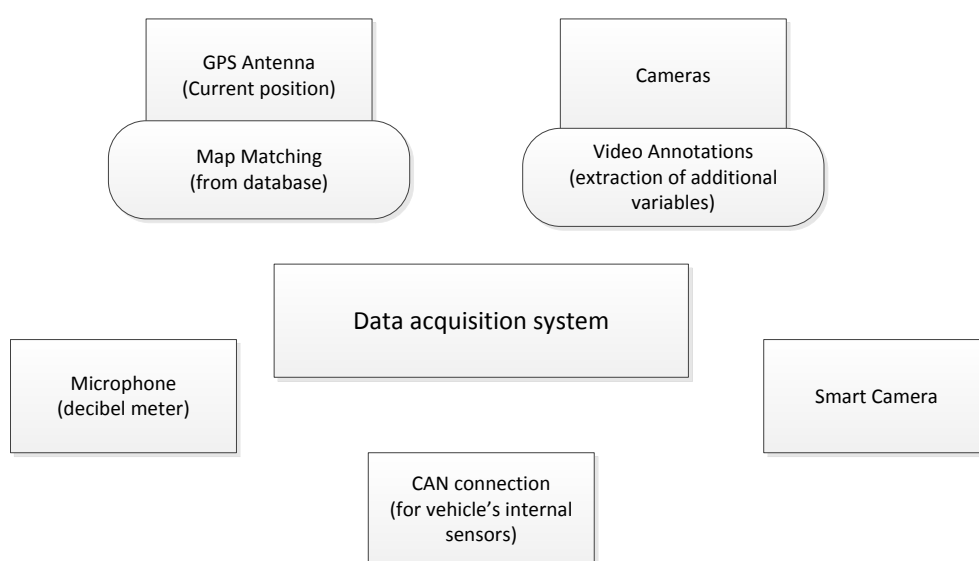 GPS Antenna
(Current position)
Map Matching
(from database)
Cameras
Video Annotations
(extraction of additional
variables)
Data acquisition system
Microphone
(decibel meter)
Smart Camera
CAN connection
(for vehicle’s internal
sensors)